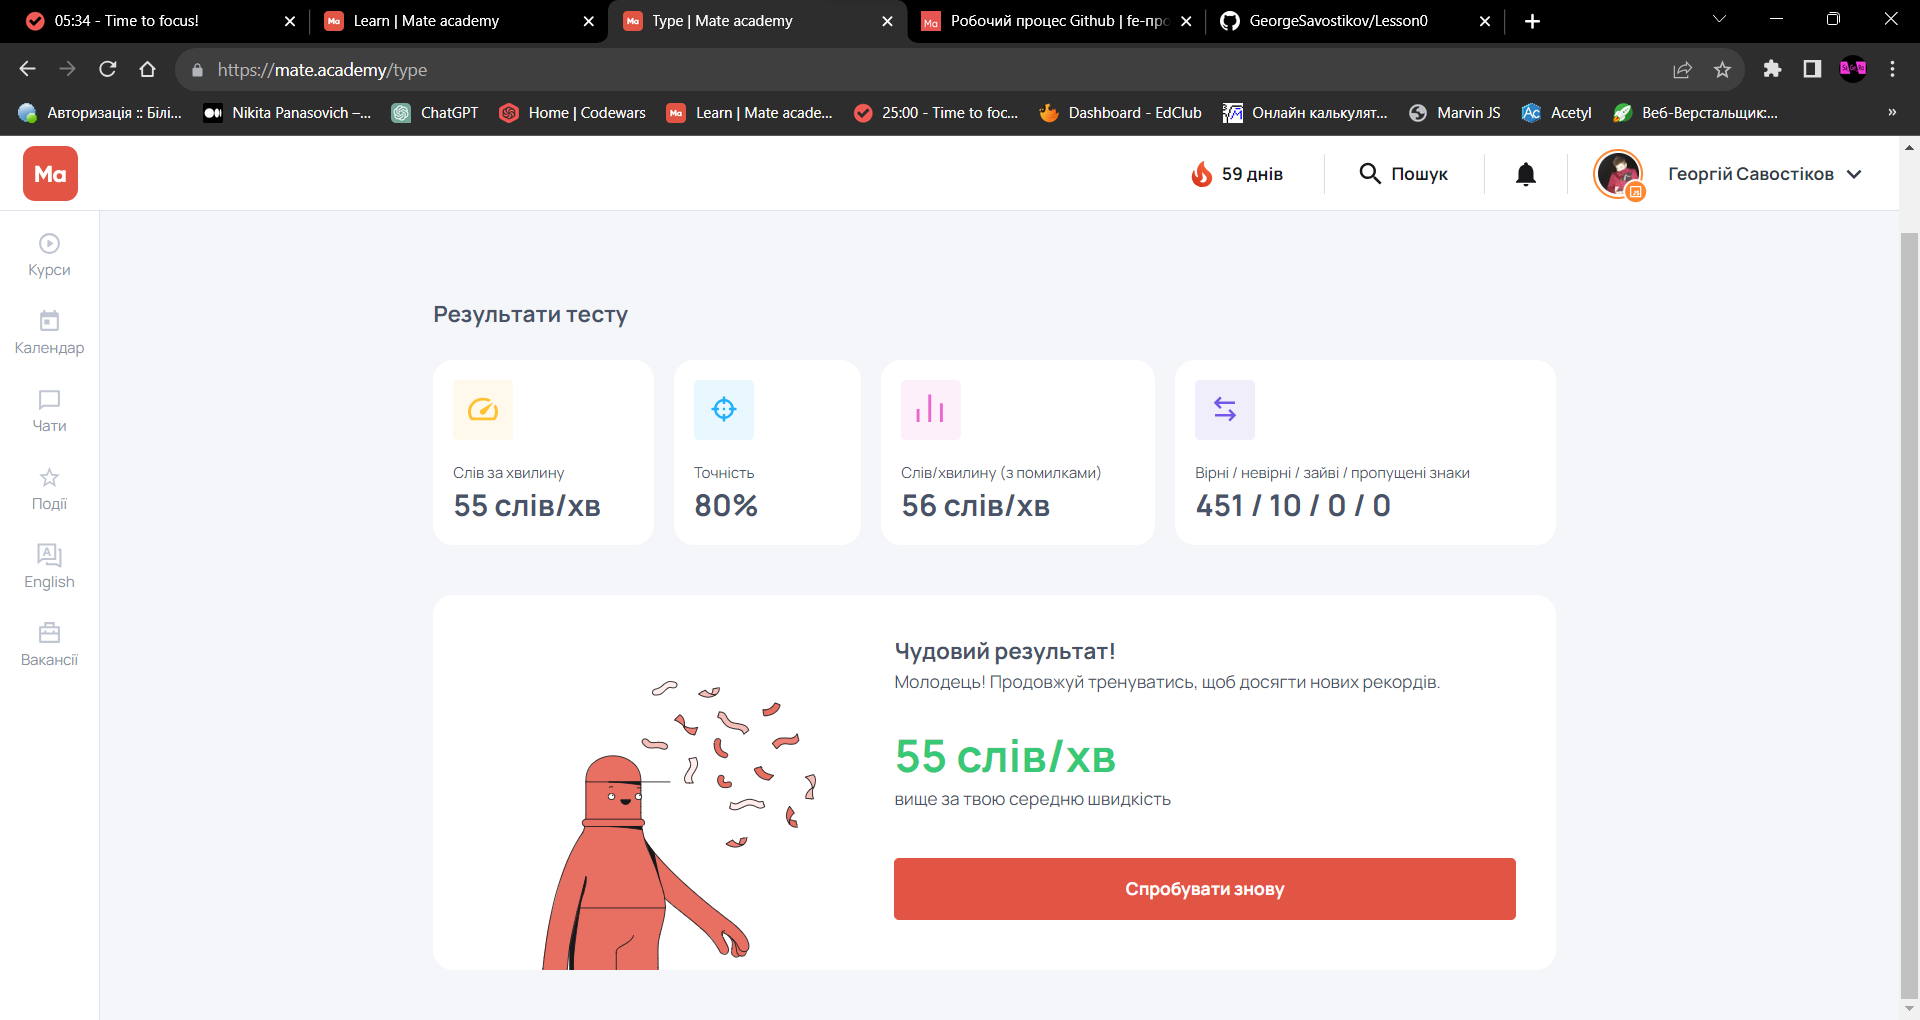 05:34 - Time to focus!
Learn | Mate academy
Type | Mate academy
Робочий процес Github | fe-пр
GeorgeSavostikov/Lesson0
https://mate.academy/type
Авторизація :: Білі...
Nikita Panasovich –...
ChatGPT
Home | Codewars
Learn | Mate acade...
25:00 - Time to foc...
Dashboard - EdClub
Онлайн калькулят...
Marvin JS
Acetyl
Веб-Верстальщик:...
»
Ma
59 днів
Пошук
Георгій Савостіков
Курси
Календар
Чати
Події
English
Вакансії
Результати тесту
Слів за хвилину
55 слів/хв
Точність
80%
Слів/хвилину (з помилками)
56 слів/хв
Вірні / невірні / зайві / пропущені знаки
451 / 10 / 0 / 0
Чудовий результат!
Молодець! Продовжуй тренуватись, щоб досягти нових рекордів.
55 слів/хв
вище за твою середню швидкість
Спробувати знову